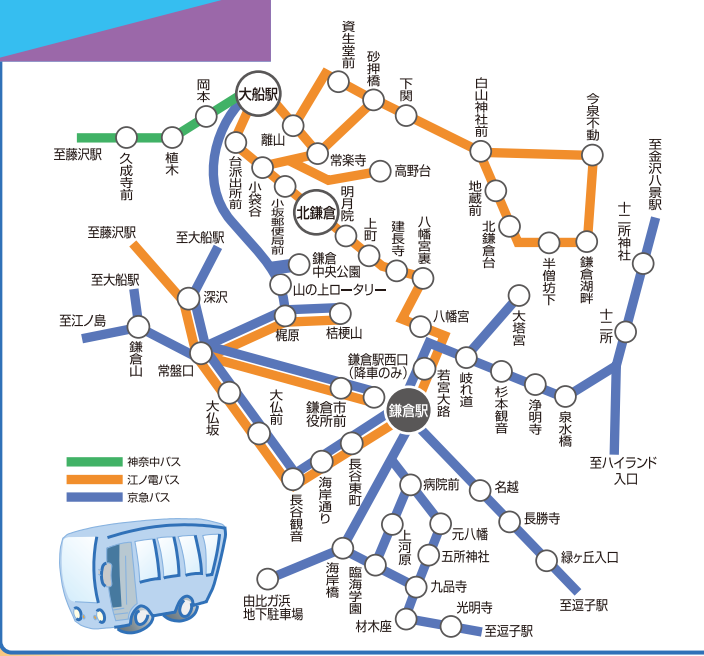 資生堂前
砂押橋
下関
白山神社前
今泉不動
至金沢八景駅
岡本
大船駅
離山
常楽寺
高野台
至藤沢駅
久成寺前
植木
台派出所前
小袋谷
小坂郵便局前
明月院
北鎌倉
上町
建長寺
八幡宮裏
地蔵前
北鎌倉台
半僧坊下
鎌倉湖畔
十二所神社
十二所
至藤沢駅
至大船駅
至大船駅
至江ノ島
深沢
鎌倉山
常盤口
鎌倉
中央公園
山の上ロータリー
梶原
桔梗山
八幡宮
大塔宮
鎌倉駅西口
(降車のみ)
鎌倉市
役所前
若宮大路
鎌倉駅
岐れ道
杉本観音
浄明寺
泉水橋
至ハイランド
入口
大仏坂
大仏前
長谷観音
海岸通り
長谷東町
神奈中バス
江ノ電バス
京急バス
病院前
名越
長勝寺
緑ヶ丘入口
至逗子駅
上河原
元八幡
五所神社
九品寺
海岸橋
臨海学園
由比ガ浜
地下駐車場
材木座
光明寺
至逗子駅